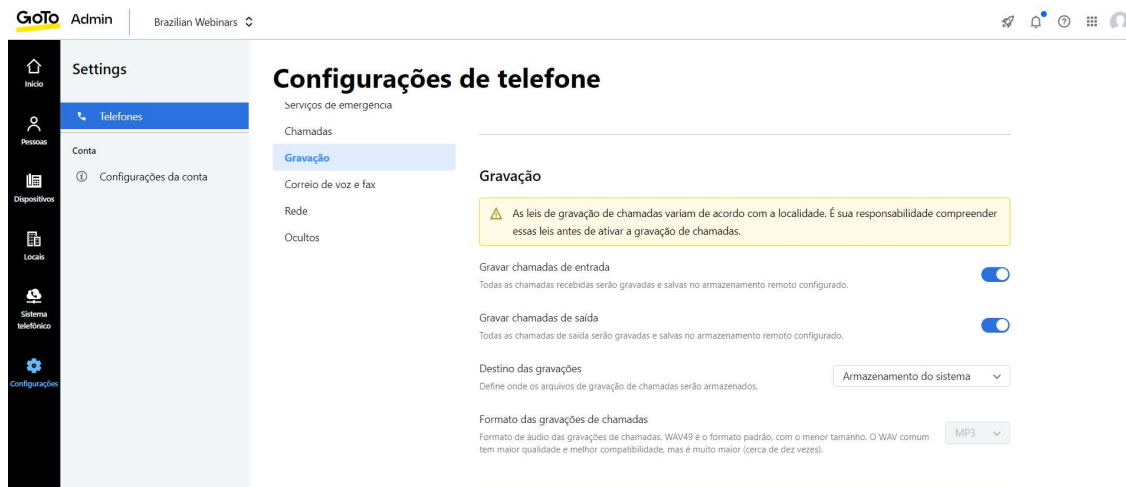 GoTo Admin
Brazilian Webinars
Início
Pessoas
Dispositivos
Locais
Sistema
telefônico
Configurações
Settings
Telefones
Conta
Configurações da conta
Configurações de telefone
Serviços de emergência
Chamadas
Gravação
Correio de voz e fax
Rede
Ocultos
Gravação
As leis de gravação de chamadas variam de acordo com a localidade. É sua responsabilidade compreender
essas leis antes de ativar a gravação de chamadas.
Gravar chamadas de entrada
Todas as chamadas recebidas serão gravadas e salvas no armazenamento remoto configurado.
Gravar chamadas de saída
Todas as chamadas de saída serão gravadas e salvas no armazenamento remoto configurado.
Destino das gravações
Define onde os arquivos de gravação de chamadas serão armazenados.
Armazenamento do sistema
Formato das gravações de chamadas
Formato de áudio das gravações de chamadas. WAV49 é o formato padrão, com o menor tamanho. O WAV comum
tem maior qualidade e melhor compatibilidade, mas é muito maior (cerca de dez vezes).
MP3